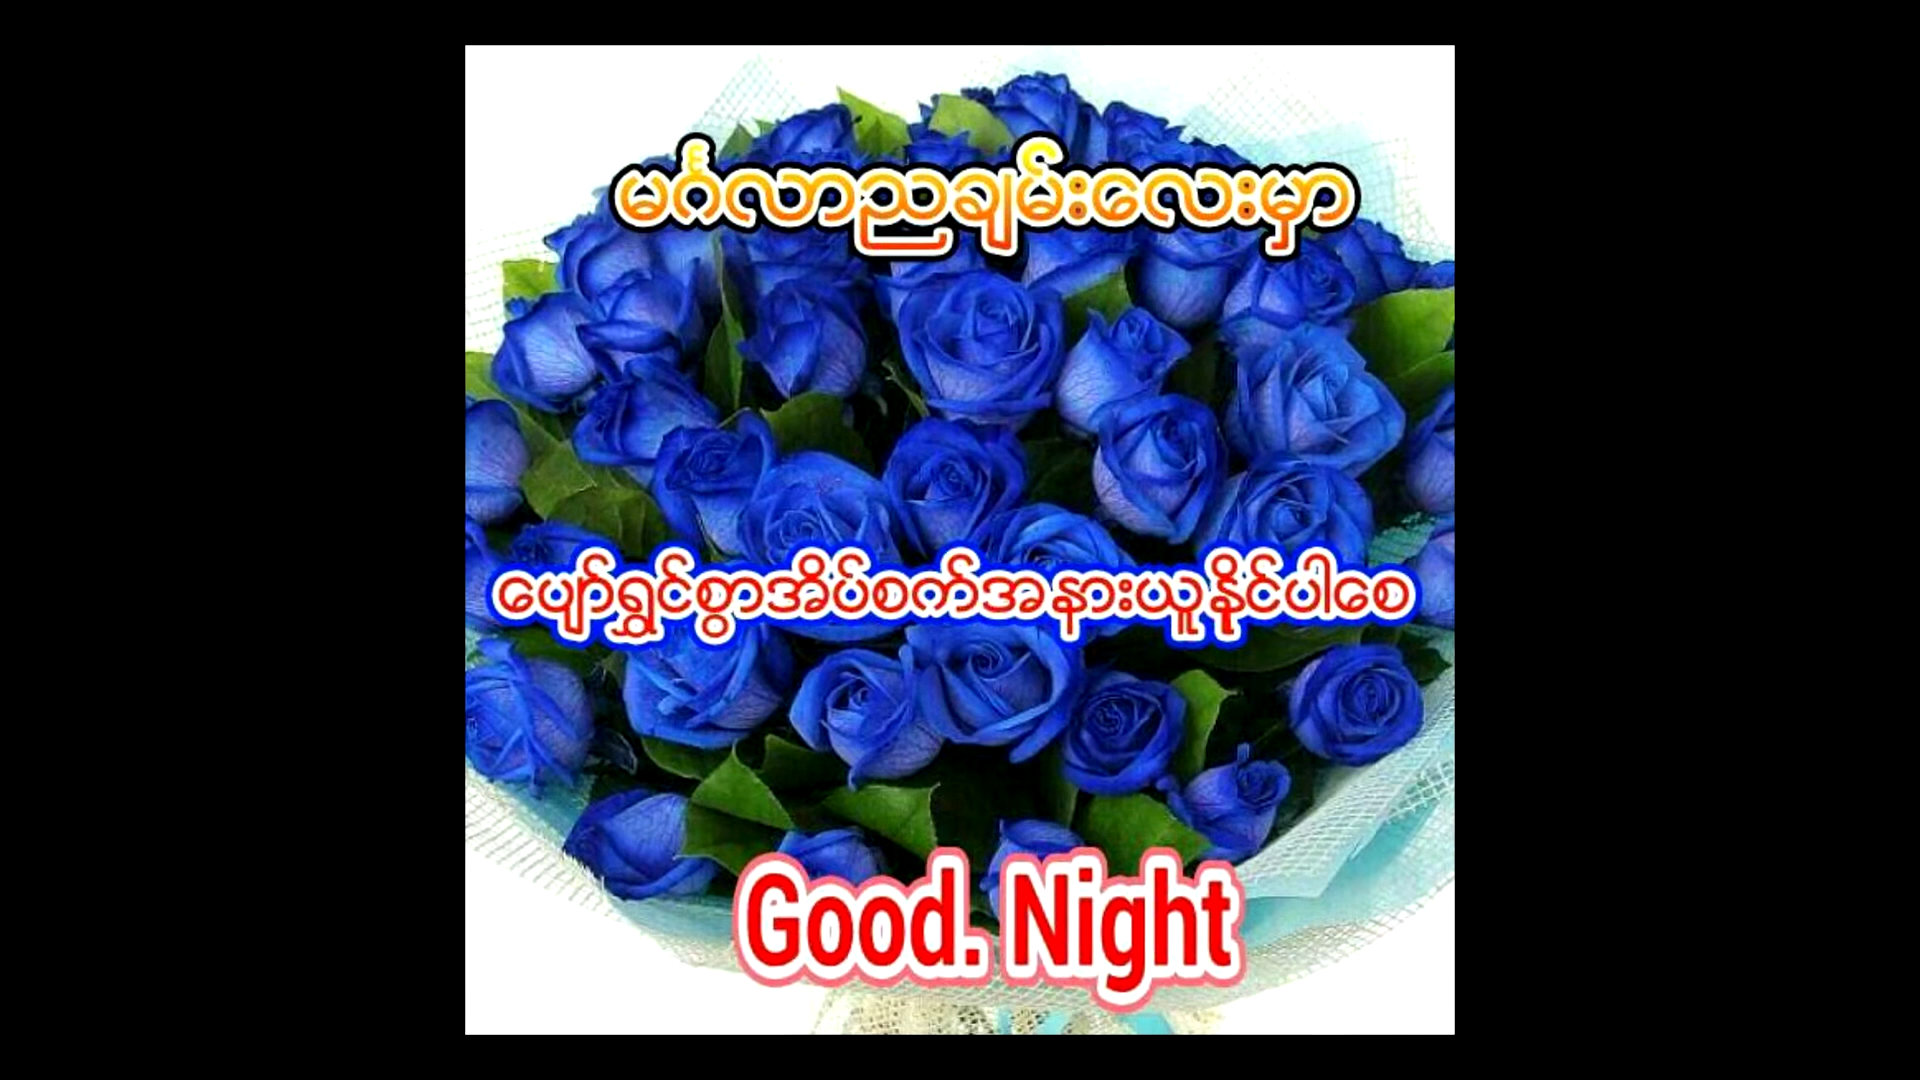 မင်္ဂလာညချမ်းလေးမှာ
ပျော်ရွှင်စွာအိပ်စက်အနားယူနိုင်ပါစေ
Good. Night